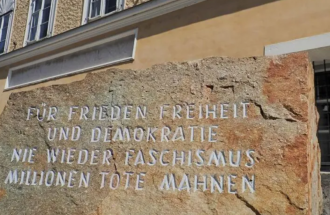 FÜR FRIEDEN FREIHEIT
UND DEMOKRATIE
NIE WIEDER FASCHISMUS
MILLIONEN TOTE MAHNEN